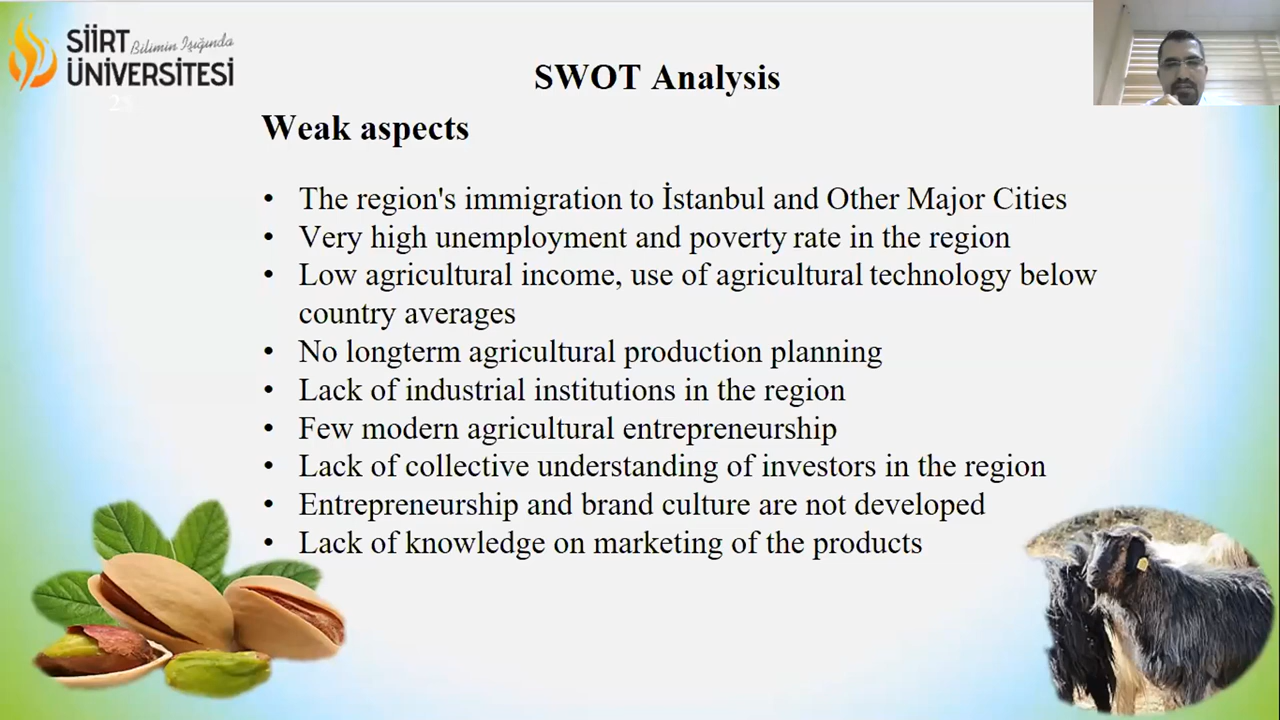 SİİRT Bilimin Işığında
ÜNİVERSİTESİ
SWOT Analysis
Weak aspects
• The region's immigration to İstanbul and Other Major Cities
• Very high unemployment and poverty rate in the region
• Low agricultural income, use of agricultural technology below
country averages
• No longterm agricultural production planning
• Lack of industrial institutions in the region
• Few modern agricultural entrepreneurship
• Lack of collective understanding of investors in the region
• Entrepreneurship and brand culture are not developed
• Lack of knowledge on marketing of the products